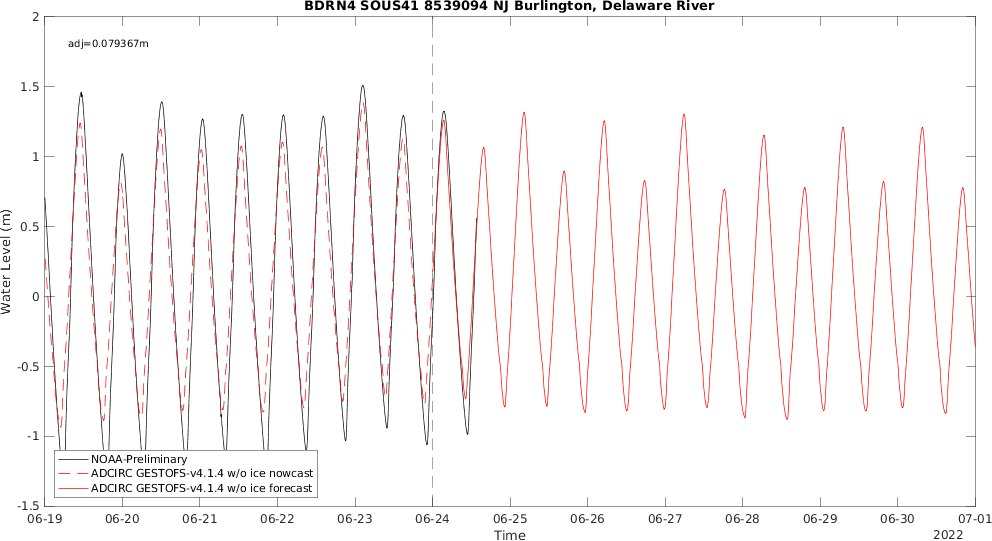 BDRN4 SOUS41 8539094 NJ Burlington, Delaware River
adj=0.079367m
2
1.5
1
0.5
0
-0.5
-1
-1.5
Water Level (m)
NOAA-Preliminary
ADCIRC GESTOFS-v4.1.4 w/o ice nowcast
ADCIRC GESTOFS-v4.1.4 w/o ice forecast
06-19 06-20 06-21 06-22 06-23 06-24 06-25 06-26 06-27 06-28 06-29 06-30 07-01
Time
2022